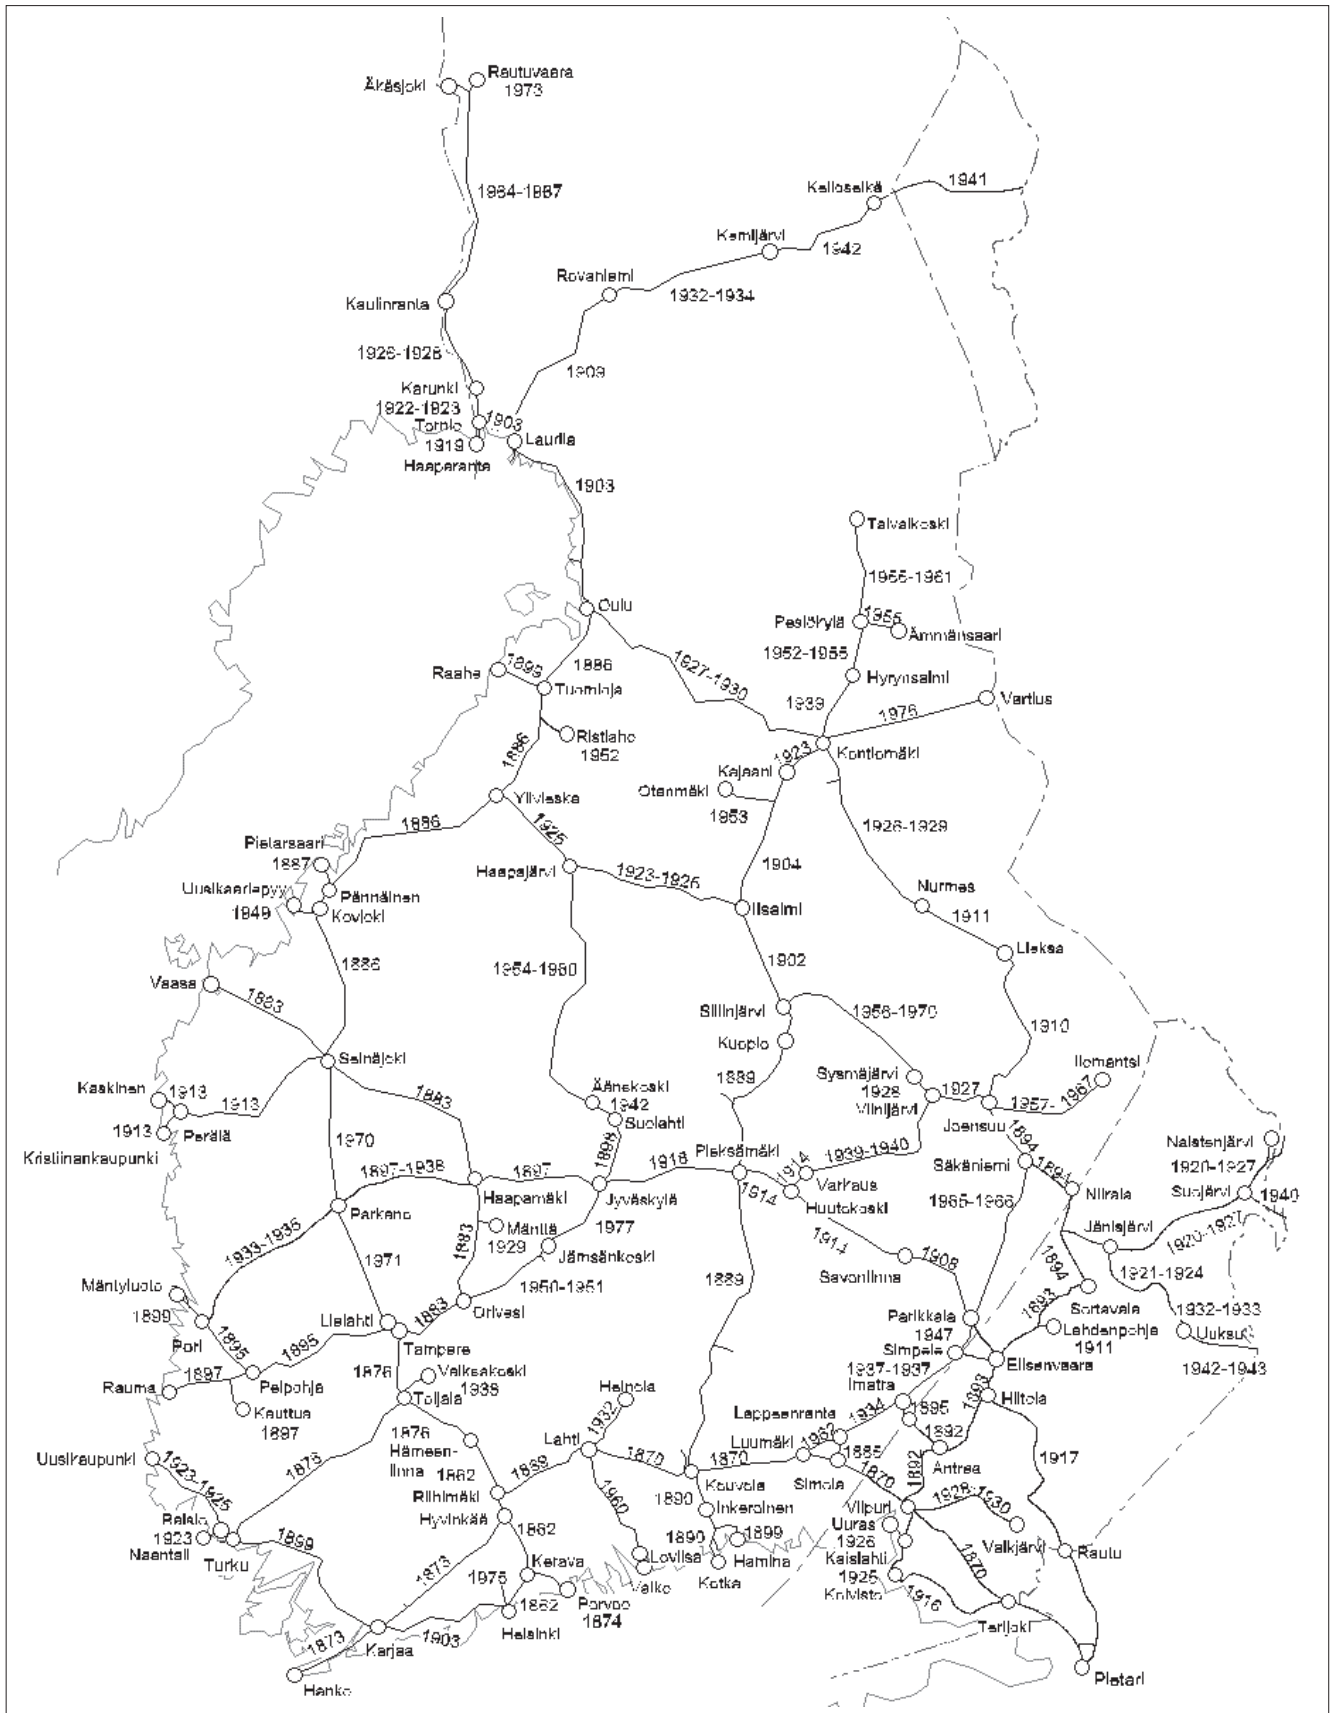 Rautuvaara
1973
Äkäsjoki
1964-1967
Kelloselkä
1941
Kemijärvi
1942
Rovaniemi
1932-1934
Kaulinranta
1926-1928
1909
Karunki
1922-1923
Tornio
1903
1919
Laurila
Haaparanta
1903
Taivalkoski
1955-1961
Oulu
Pesiökylä
1955
Ämmänsaari
1952-1955
Raahe
1899
1886
1927-1930
Hyrynsalmi
Tuomioja
1939
1976
Vartius
Ristiaho
1952
1886
1923
Kontiomäki
Kajaani
Otanmäki
1953
Ylivieska
1886
1925
1926-1929
Pietarsaari
1887
Haapajärvi
1923-1925
1904
Uusikaarlepyy
Pännäinen
1949
Kovjoki
Iisalmi
Nurmes
1911
Lieksa
1886
1954-1960
1902
Vaasa
1883
Siilinjärvi
1956-1970
1910
Kuopio
Seinäjoki
Ilomantsi
Kaskinen
1913
1913
1883
1889
Äänekoski
1942
Sysmäjärvi
1928
Viinijärvi
1927
1957-
1967
1913
Perälä
Suolahti
Joensuu
Kristiinankaupunki
1970
1898
1894
Naistenjärvi
1897-1938
1897
1918
Pieksämäki
1914
1939-1940
Säkäniemi
1894
1920-1927
Haapamäki
Jyväskylä
1914
Varkaus
Huutokoski
1965-1966
Niirala
Suojärvi
1940
Parkano
1883
Mänttä
1929
1977
1914
Jänisjärvi
1920-1927
1933-1935
1971
Jämsänkoski
1908
Savonlinna
1894
1921-1924
Mäntyluoto
1899
1950-1951
1889
1893
Sortavala
1932-1933
Pori
1895
Lielahti
1883
Orivesi
Parikkala
1947
Lahdenpohja
1911
Uuksu
1895
Tampere
Simpele
1937-1937
Elisenvaara
1942-1943
1876
Valkeakoski
1938
Imatra
Rauma
1897
Peipohja
Toijala
Heinola
1893
Hiitola
Kauttua
1897
1932
Lappeenranta
1934
1895
1876
Hämeen-
linna
Lahti
1962
Luumäki
1885
1892
Antrea
1917
Uusikaupunki
1876
1862
1869
1870
1870
Simola
1870
1892
1923-1925
Riihimäki
Kouvola
Inkeroinen
1890
Viipuri
1928-1930
Hyvinkää
1960
Uuras
1926
Raisio
1923
1899
1862
1890
1899
Kaislahti
1925
Valkjärvi
Rautu
Naantali
Turku
1873
Kerava
Loviisa
Hamina
1870
1975
Valko
Kotka
Koivisto
1916
1862
Porvoo
1874
Terijoki
1873
Karjaa
1903
Helsinki
Hanko
Pietari